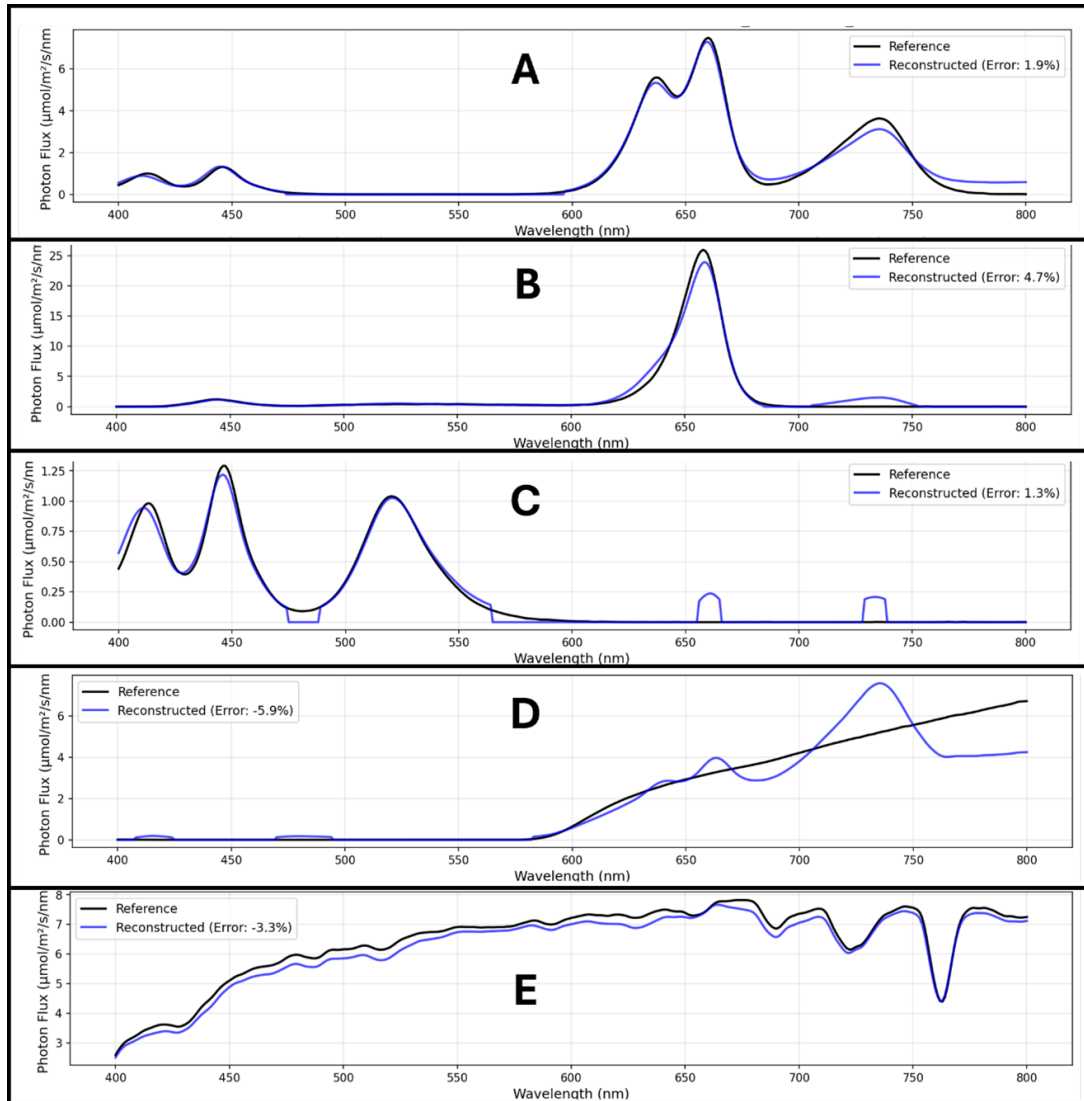 A
Reference
Reconstructed (Error: 1.9%)
Photon Flux (μmol/m²/s/nm
6
4
2
0
400 450 500 550 600 650 700 750 800
Wavelength (nm)
B
Reference
Reconstructed (Error: 4.7%)
Photon Flux (μmol/m²/s/nm
25
20
15
10
5
0
400 450 500 550 600 650 700 750 800
Wavelength (nm)
C
Reference
Reconstructed (Error: 1.3%)
Photon Flux (μmol/m²/s/nm
1.25
1.00
0.75
0.50
0.25
0.00
400 450 500 550 600 650 700 750 800
Wavelength (nm)
D
Reference
Reconstructed (Error: -5.9%)
Photon Flux (μmol/m²/s/nm
6
4
2
0
400 450 500 550 600 650 700 750 800
Wavelength (nm)
E
Reference
Reconstructed (Error: -3.3%)
Photon Flux (μmol/m²/s/nm
8
7
6
5
4
3
400 450 500 550 600 650 700 750 800
Wavelength (nm)